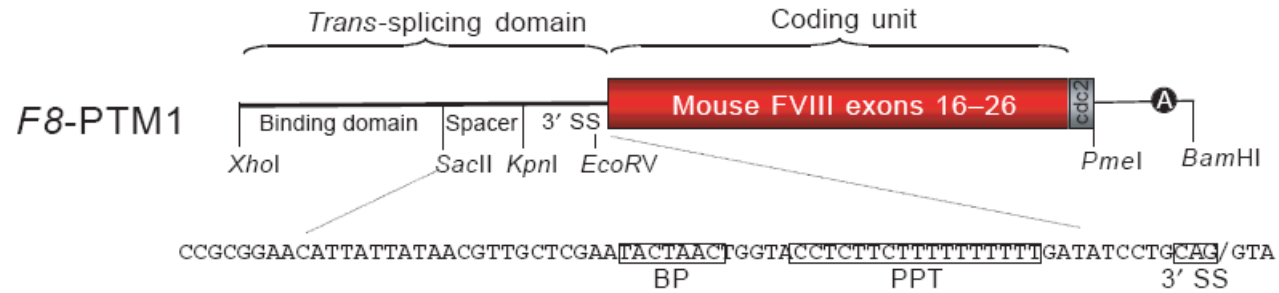 Trans-splicing domain Coding unit
F8-PTM1 Mouse FVIII exons 16–26 cdc2 A
Binding domain Spacer 3′ SS
XhoI SacII KpnI EcoRV PmeI BamHI
CCGCGGAACATTATTATAACGTTGCTCGAATACTAACTGGTACCTCTTCTTTTTTTTTTGATATCCTGCAG/GTA
BP PPT 3′ SS